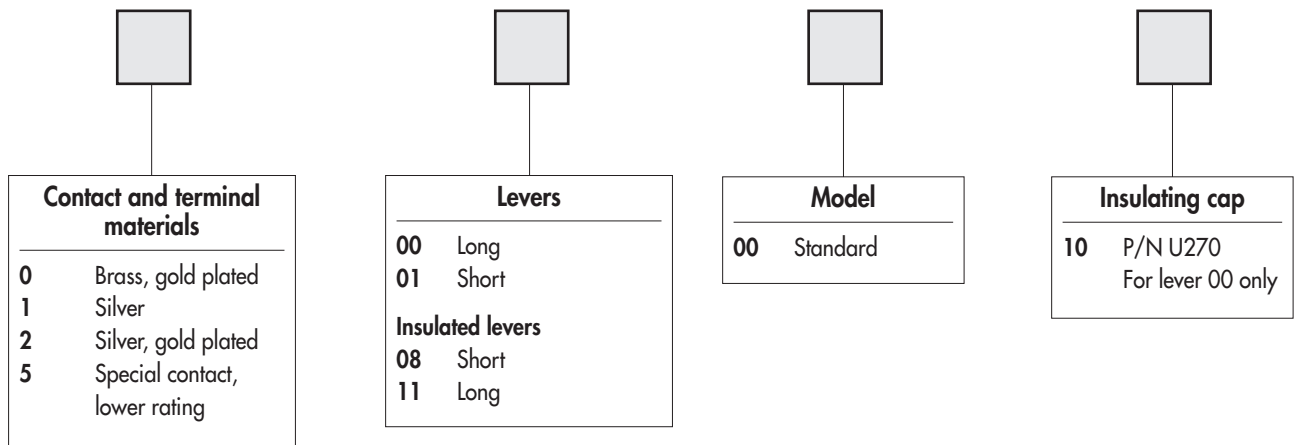 Contact and terminal
materials
0 Brass, gold plated
1 Silver
2 Silver, gold plated
5 Special contact,
lower rating
Levers
00 Long
01 Short
Insulated levers
08 Short
11 Long
Model
00 Standard
Insulating cap
10 P/N U270
For lever 00 only